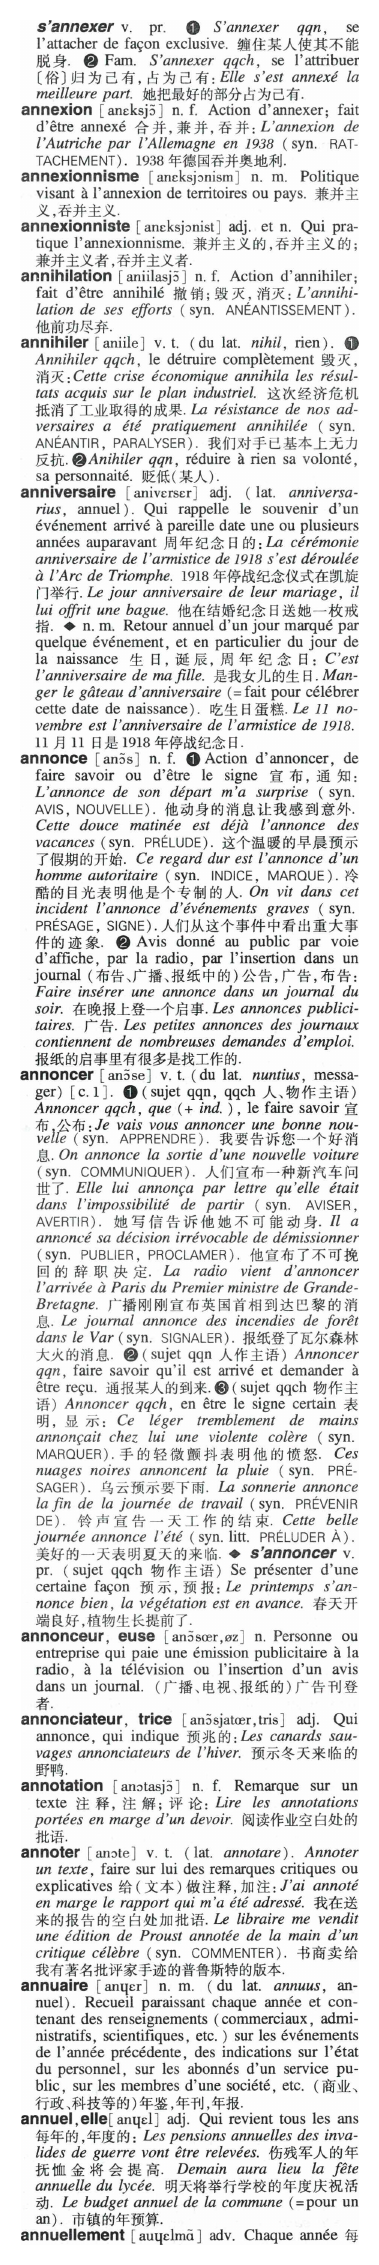 s'annexer v. pr. ❶ S'annexer qqn, se
l'attacher de façon exclusive. 缠住某人使其不能
脱身. ❷ Fam. S'annexer qqch, se l'attribuer
〔俗〕归为己有,占为己有: Elle s'est annexé la
meilleure part. 她把最好的部分占为己有.
annexion [anɛksjɔ̃] n. f. Action d'annexer; fait
d'être annexé 合并,兼并,吞并: L'annexion de
l'Autriche par l'Allemagne en 1938 (syn. RAT-
TACHEMENT). 1938 年德国吞并奥地利.
annexionnisme [anɛksjɔnism] n. m. Politique
visant à l'annexion de territoires ou pays. 兼并主
义,吞并主义.
annexionniste [anɛksjɔnist] adj. et n. Qui pra-
tique l'annexionnisme. 兼并主义的,吞并主义的;
兼并主义者,吞并主义者.
annihilation [aniilasjɔ̃] n. f. Action d'annihiler;
fait d'être annihilé 撤销; 毁灭,消灭: L'annihi-
lation de ses efforts (syn. ANÉANTISSEMENT).
他前功尽弃.
annihiler [aniile] v. t. (du lat. nihil, rien). ❶
Annihiler qqch, le détruire complètement 毁灭,
消灭: Cette crise économique annihila les résul-
tats acquis sur le plan industriel. 这次经济危机
抵消了工业取得的成果. La résistance de nos ad-
versaires a été pratiquement annihilée (syn.
ANÉANTIR, PARALYSER). 我们对手已基本上无力
反抗. ❷ Anihiler qqn, réduire à rien sa volonté,
sa personnaité. 贬低(某人).
anniversaire [anivɛrsɛr] adj. (lat. anniversa-
rius, annuel). Qui rappelle le souvenir d'un
événement arrivé à pareille date une ou plusieurs
années auparavant 周年纪念日的: La cérémonie
anniversaire de l'armistice de 1918 s'est déroulée
à l'Arc de Triomphe. 1918 年停战纪念仪式在凯旋
门举行. Le jour anniversaire de leur mariage, il
lui offrit une bague. 他在结婚纪念日送她一枚戒
指. ◆ n. m. Retour annuel d'un jour marqué par
quelque événement, et en particulier du jour de
la naissance 生日,诞辰,周年纪念日: C'est
l'anniversaire de ma fille. 是我女儿的生日. Man-
ger le gâteau d'anniversaire (= fait pour célébrer
cette date de naissance). 吃生日蛋糕. Le 11 no-
vembre est l'anniversaire de l'armistice de 1918.
11 月 11 日是 1918 年停战纪念日.
annonce [anɔ̃s] n. f. ❶ Action d'annoncer, de
faire savoir ou d'être le signe 宣布,通知:
L'annonce de son départ m'a surprise (syn.
AVIS, NOUVELLE). 他动身的消息让我感到意外.
Cette douce matinée est déjà l'annonce des
vacances (syn. PRÉLUDE). 这个温暖的早晨预示
了假期的开始. Ce regard dur est l'annonce d'un
homme autoritaire (syn. INDICE, MARQUE). 冷
酷的目光表明他是个专制的人. On vit dans cet
incident l'annonce d'événements graves (syn.
PRÉSAGE, SIGNE). 人们从这个事件中看出重大事
件的迹象. ❷ Avis donné au public par voie
d'affiche, par la radio, par l'insertion dans un
journal (布告、广播、报纸中的)公告,广告,布告:
Faire insérer une annonce dans un journal du
soir. 在晚报上登一个启事. Les annonces publici-
taires. 广告. Les petites annonces des journaux
contiennent de nombreuses demandes d'emploi.
报纸的启事里有很多是找工作的.
annoncer [anɔ̃se] v. t. (du lat. nuntius, messa-
ger) [c. 1]. ❶ (sujet qqn, qqch 人、物作主语)
Annoncer qqch, que (+ ind.), le faire savoir 宣
布,公布: Je vais vous annoncer une bonne nou-
velle (syn. APPRENDRE). 我要告诉您一个好消
息. On annonce la sortie d'une nouvelle voiture
(syn. COMMUNIQUER). 人们宣布一种新汽车问
世了. Elle lui annonça par lettre qu'elle était
dans l'impossibilité de partir (syn. AVISER,
AVERTIR). 她写信告诉他她不可能动身. Il a
annoncé sa décision irrévocable de démissionner
(syn. PUBLIER, PROCLAMER). 他宣布了不可挽
回的辞职决定. La radio vient d'annoncer
l'arrivée à Paris du Premier ministre de Grande-
Bretagne. 广播刚刚宣布英国首相到达巴黎的消
息. Le journal annonce des incendies de forêt
dans le Var (syn. SIGNALER). 报纸登了瓦尔森林
大火的消息. ❷ (sujet qqn 人作主语) Annoncer
qqn, faire savoir qu'il est arrivé et demander à
être reçu. 通报某人的到来. ❸ (sujet qqch 物作主
语) Annoncer qqch, en être le signe certain 表
明,显示: Ce léger tremblement de mains
annonçait chez lui une violente colère (syn.
MARQUER). 手的轻微颤抖表明他的愤怒. Ces
nuages noires annoncent la pluie (syn. PRÉ-
SAGER). 乌云预示要下雨. La sonnerie annonce
la fin de la journée de travail (syn. PRÉVENIR
DE). 铃声宣告一天工作的结束. Cette belle
journée annonce l'été (syn. litt. PRÉLUDER À).
美好的一天表明夏天的来临. ◆ s'annoncer v.
pr. (sujet qqch 物作主语) Se présenter d'une
certaine façon 预示,预报: Le printemps s'an-
nonce bien, la végétation est en avance. 春天开
端良好,植物生长提前了.
annonceur, euse [anɔ̃sœr,øz] n. Personne ou
entreprise qui paie une émission publicitaire à la
radio, à la télévision ou l'insertion d'un avis
dans un journal. (广播、电视、报纸的)广告刊登
者.
annonciateur, trice [anɔ̃sjatœr,tris] adj. Qui
annonce, qui indique 预兆的: Les canards sau-
vages annonciateurs de l'hiver. 预示冬天来临的
野鸭.
annotation [anɔtasjɔ̃] n. f. Remarque sur un
texte 注释,注解; 评论: Lire les annotations
portées en marge d'un devoir. 阅读作业空白处的
批语.
annoter [anɔte] v. t. (lat. annotare). Annoter
un texte, faire sur lui des remarques critiques ou
explicatives 给(文本)做注释,加注: J'ai annoté
en marge le rapport qui m'a été adressé. 我在送
来的报告的空白处加批语. Le libraire me vendit
une édition de Proust annotée de la main d'un
critique célèbre (syn. COMMENTER). 书商卖给
我有著名批评家手迹的普鲁斯特的版本.
annuaire [anɥɛr] n. m. (du lat. annuus, an-
nuel). Recueil paraissant chaque année et con-
tenant des renseignements (commerciaux, admi-
nistratifs, scientifiques, etc.) sur les événements
de l'année précédente, des indications sur l'état
du personnel, sur les abonnés d'un service pu-
blic, sur les membres d'une société, etc. (商业、
行政、科技等的)年鉴,年刊,年报.
annuel,elle [anɥɛl] adj. Qui revient tous les ans
每年的,年度的: Les pensions annuelles des inva-
lides de guerre vont être relevées. 伤残军人的年
抚恤金将会提高. Demain aura lieu la fête
annuelle du lycée. 明天将举行学校的年度庆祝活
动. Le budget annuel de la commune (= pour un
an). 市镇的年预算.
annuellement [auɥɛlmɑ̃] adv. Chaque année 每